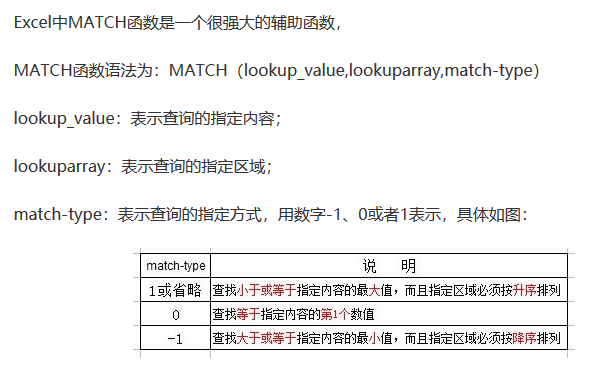 Excel中MATCH函数是一个很强大的辅助函数，
MATCH函数语法为：MATCH（lookup_value,lookuparray,match-type）
lookup_value：表示查询的指定内容；
lookuparray：表示查询的指定区域；
match-type：表示查询的指定方式，用数字-1、0或者1表示，具体如图：
match-type 说 明
1或省略 查找小于或等于指定内容的最大值，而且指定区域必须按升序排列
0 查找等于指定内容的第1个数值
-1 查找大于或等于指定内容的最小值，而且指定区域必须按降序排列